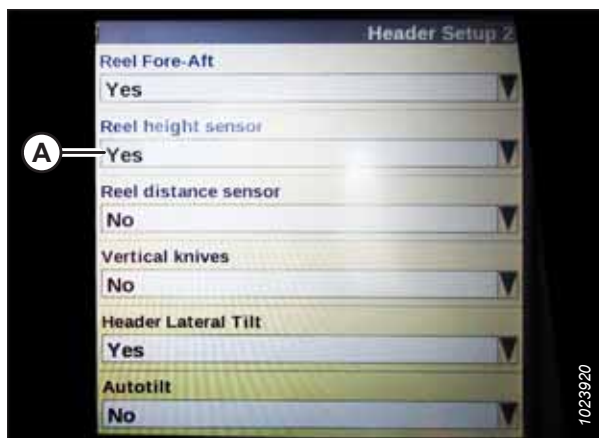 Header Setup 2
Reel Fore-Aft
Yes
Reel height sensor
A
Yes
Reel distance sensor
No
Vertical knives
No
Header Lateral Tilt
Yes
Autotilt
No
1023920